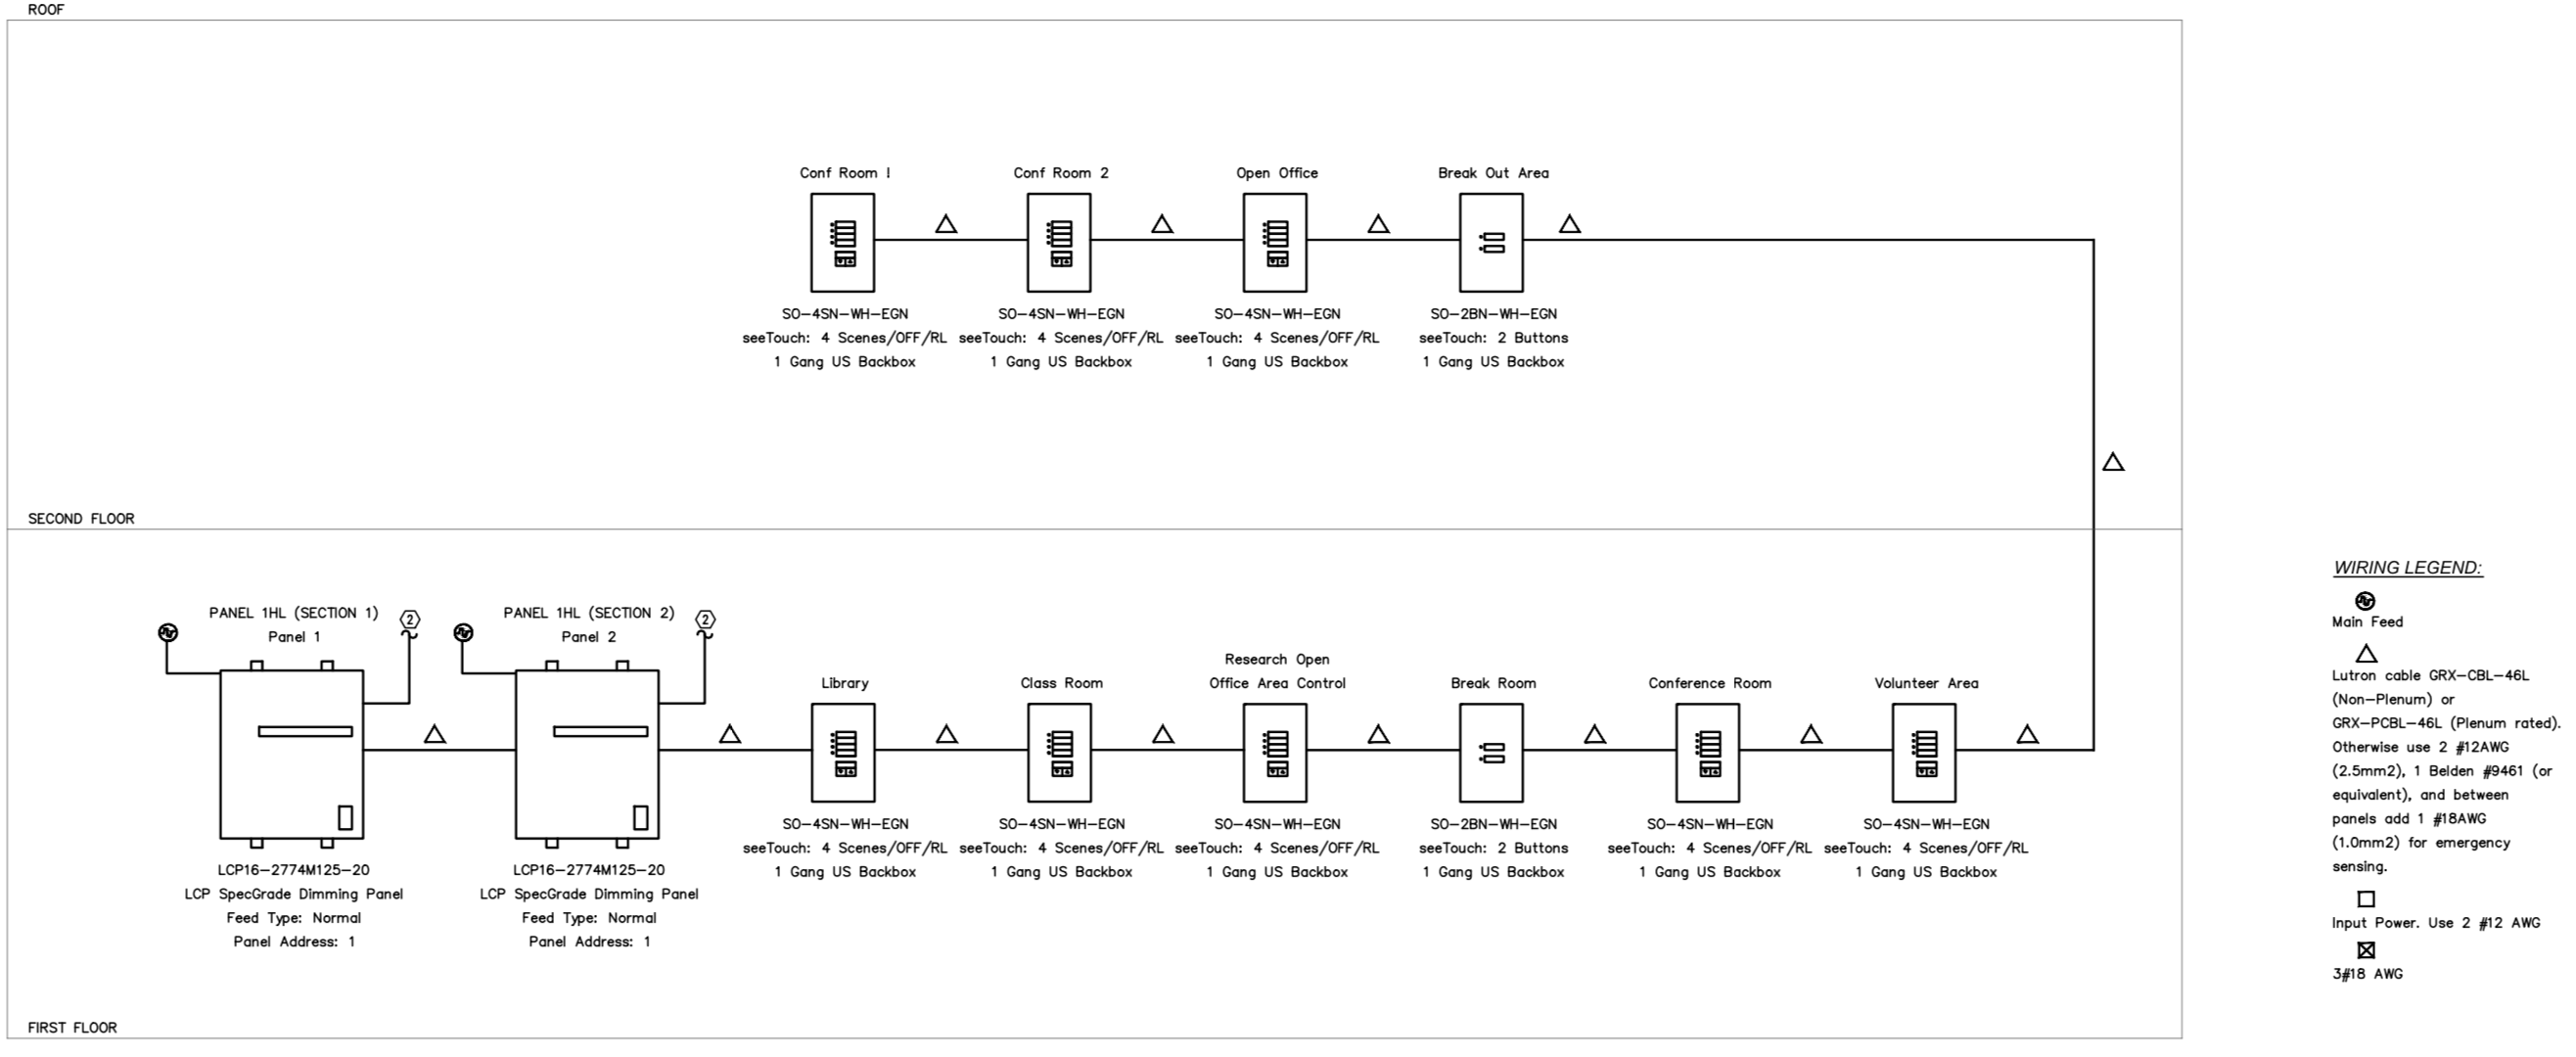 ROOF
Conf Room !
SO-4SN-WH-EGN
seeTouch: 4 Scenes/OFF/RL
1 Gang US Backbox
Conf Room 2
SO-4SN-WH-EGN
seeTouch: 4 Scenes/OFF/RL
1 Gang US Backbox
Open Office
SO-4SN-WH-EGN
seeTouch: 4 Scenes/OFF/RL
1 Gang US Backbox
Break Out Area
SO-2BN-WH-EGN
seeTouch: 2 Buttons
1 Gang US Backbox
SECOND FLOOR
PANEL 1HL (SECTION 1)
Panel 1
2
LCP16-2774M125-20
LCP SpecGrade Dimming Panel
Feed Type: Normal
Panel Address: 1
PANEL 1HL (SECTION 2)
Panel 2
2
LCP16-2774M125-20
LCP SpecGrade Dimming Panel
Feed Type: Normal
Panel Address: 1
Library
SO-4SN-WH-EGN
seeTouch: 4 Scenes/OFF/RL
1 Gang US Backbox
Class Room
SO-4SN-WH-EGN
seeTouch: 4 Scenes/OFF/RL
1 Gang US Backbox
Research Open
Office Area Control
SO-4SN-WH-EGN
seeTouch: 4 Scenes/OFF/RL
1 Gang US Backbox
Break Room
SO-2BN-WH-EGN
seeTouch: 2 Buttons
1 Gang US Backbox
Conference Room
SO-4SN-WH-EGN
seeTouch: 4 Scenes/OFF/RL
1 Gang US Backbox
Volunteer Area
SO-4SN-WH-EGN
seeTouch: 4 Scenes/OFF/RL
1 Gang US Backbox
FIRST FLOOR
WIRING LEGEND:
Main Feed
Lutron cable GRX-CBL-46L
(Non-Plenum) or
GRX-PCBL-46L (Plenum rated).
Otherwise use 2 #12AWG
(2.5mm2), 1 Belden #9461 (or
equivalent), and between
panels add 1 #18AWG
(1.0mm2) for emergency
sensing.
Input Power. Use 2 #12 AWG
3#18 AWG